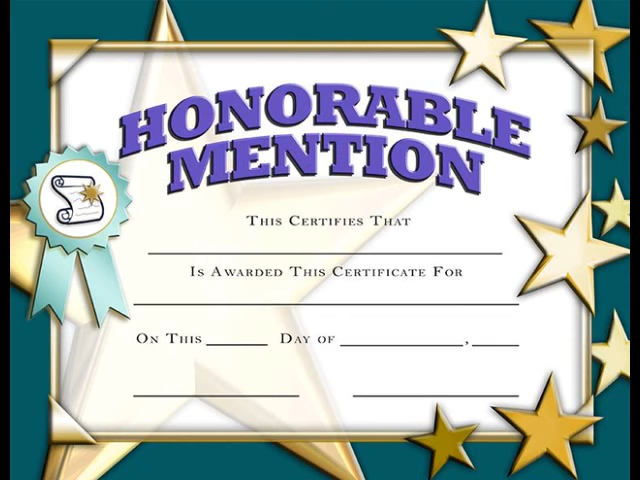 HONORABLE
MENTION
THIS CERTIFIES THAT
IS AWARDED THIS CERTIFICATE FOR
ON THIS DAY OF ,